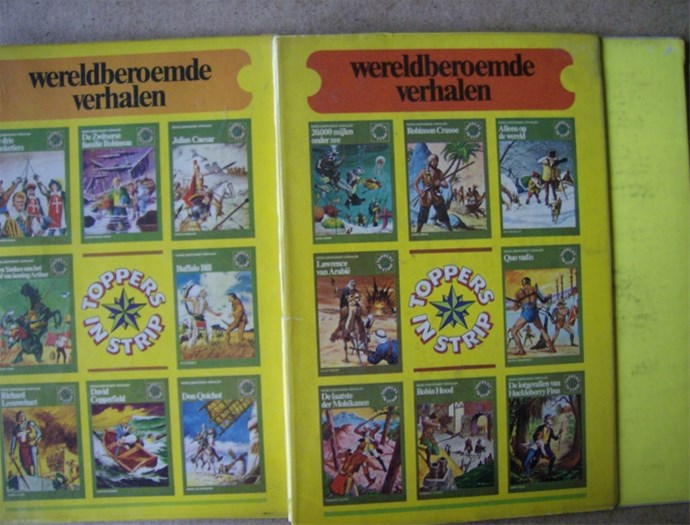 wereldberoemde
verhalen
De Zwitserse
familie Robinson
Julius Caesar
TOPPERS
IN STRIP
Buffalo Bill
Richard
Leeuwehart
David
Copperfield
Don Quichot
wereldberoemde
verhalen
20.000 mijlen
onder zee
Robinson Crusoe
Alleen op
de wereld
Lawrence
van Arabië
TOPPERS
IN STRIP
Quo vadis
De laatste
der Mohikanen
Robin Hood
De lotgevallen van
Huckleberry Finn